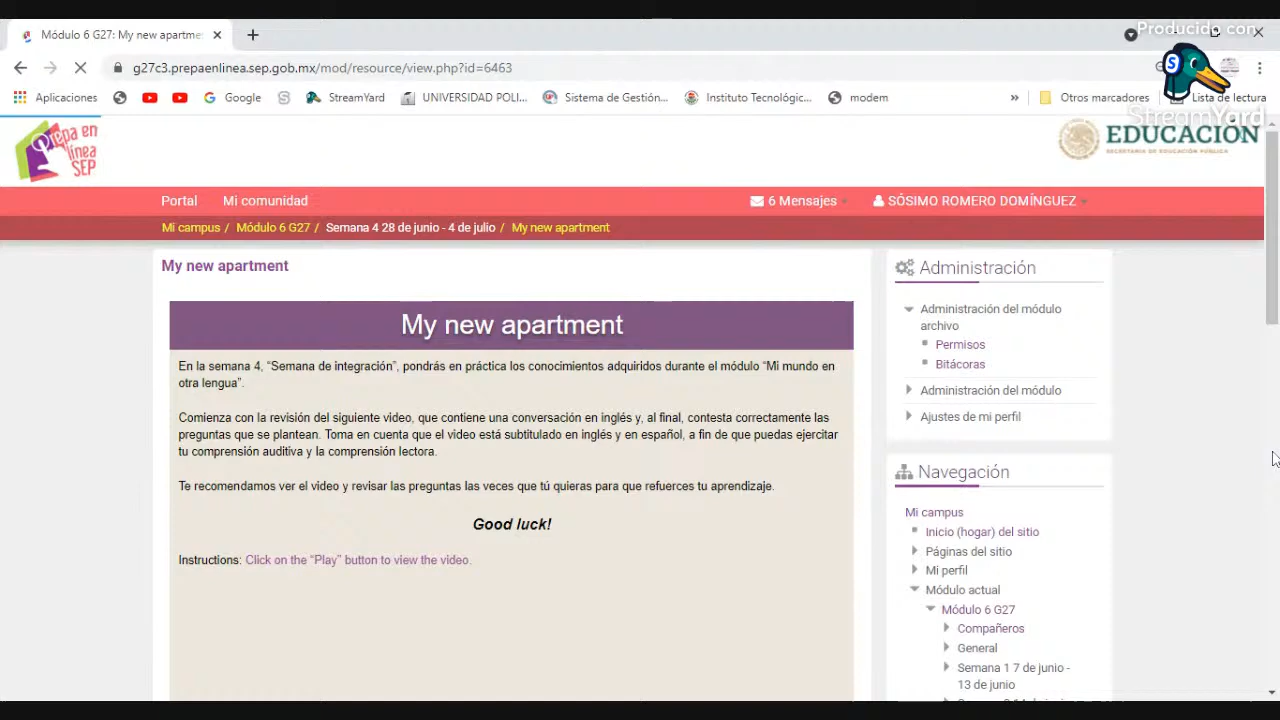 Producido con
Módulo 6 G27: My new apartme
g27c3.prepaenlinea.sep.gob.mx/mod/resource/view.php?id=6463
Aplicaciones Google StreamYard UNIVERSIDAD POLI... Sistema de Gestión... Instituto Tecnológic... modem » Otros marcadores Lista de lectura
StreamYard
Prepa en línea SEP
EDUCACIÓN
SECRETARÍA DE EDUCACIÓN PÚBLICA
Portal Mi comunidad 6 Mensajes SÓSIMO ROMERO DOMÍNGUEZ
Mi campus / Módulo 6 G27 / Semana 4 28 de junio - 4 de julio / My new apartment
My new apartment
My new apartment
En la semana 4, “Semana de integración”, pondrás en práctica los conocimientos adquiridos durante el módulo “Mi mundo en
otra lengua”.
Comienza con la revisión del siguiente video, que contiene una conversación en inglés y, al final, contesta correctamente las
preguntas que se plantean. Toma en cuenta que el video está subtitulado en inglés y en español, a fin de que puedas ejercitar
tu comprensión auditiva y la comprensión lectora.
Te recomendamos ver el video y revisar las preguntas las veces que tú quieras para que refuerces tu aprendizaje.
Good luck!
Instructions: Click on the “Play” button to view the video.
Administración
Administración del módulo
archivo
Permisos
Bitácoras
Administración del módulo
Ajustes de mi perfil
Navegación
Mi campus
Inicio (hogar) del sitio
Páginas del sitio
Mi perfil
Módulo actual
Módulo 6 G27
Compañeros
General
Semana 1 7 de junio -
13 de junio